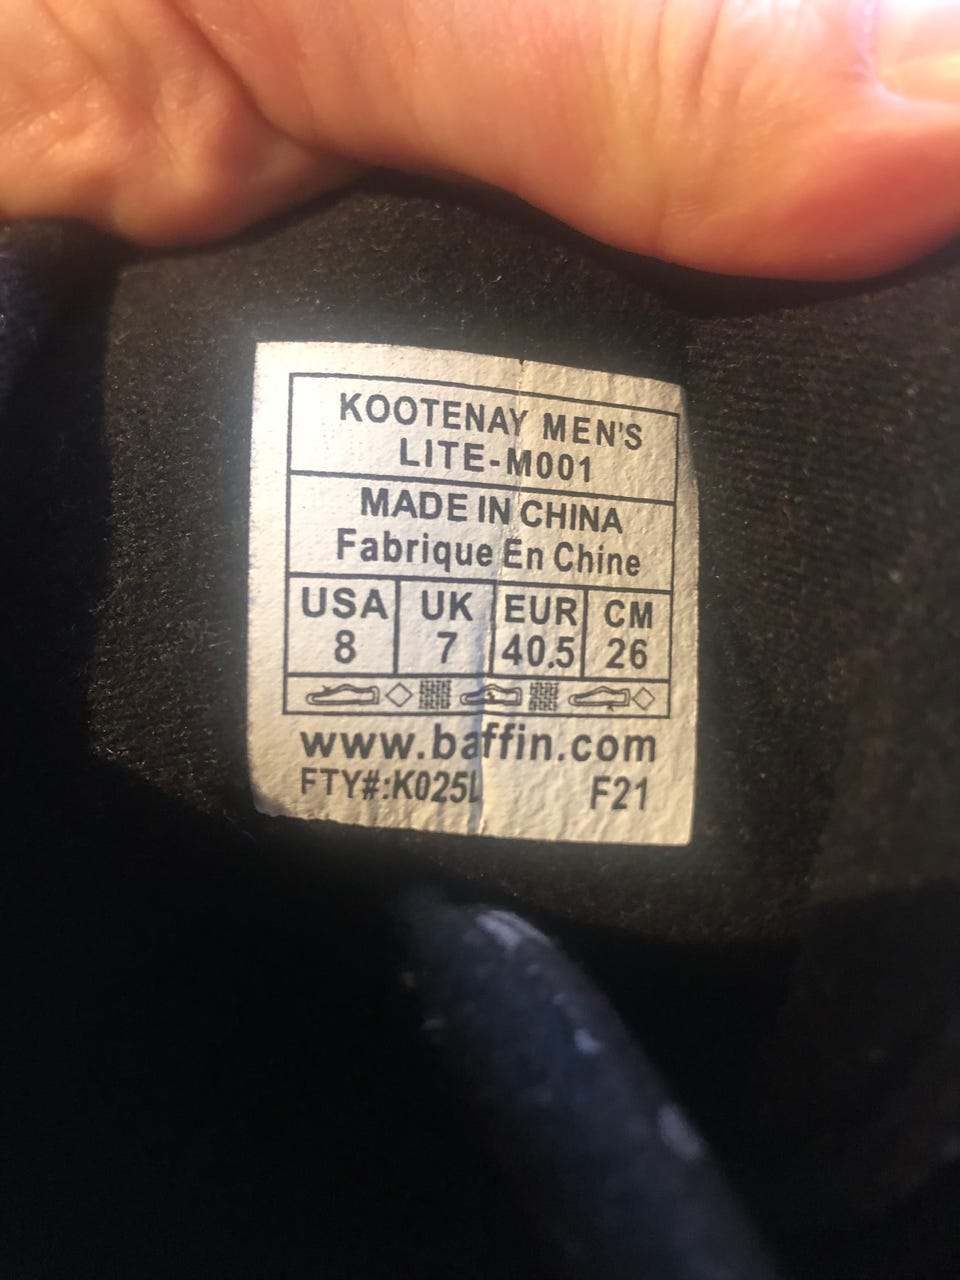 KOOTENAY MEN'S
LITE-M001
MADE IN CHINA
Fabrique En Chine
USA UK EUR CM
8 7 40.5 26
www.baffin.com
FTY#:K025L F21